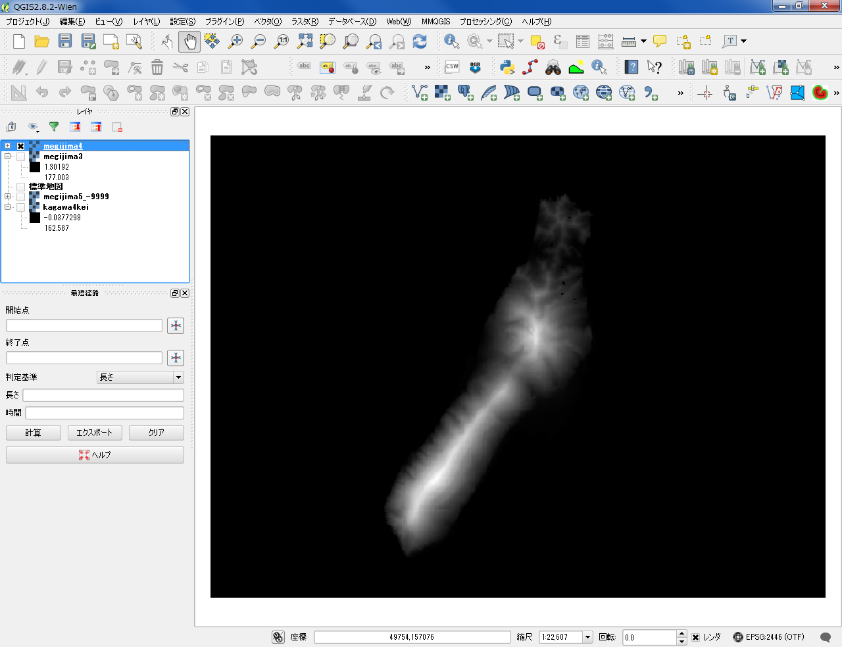 QGIS2.8.2-Wien
プロジェクト(J) 編集(E) ビュー(V) レイヤ(L) 設定(S) プラグイン(P) ベクタ(O) ラスタ(R) データベース(D) Web(W) MMQGIS プロセッシング(C) ヘルプ(H)
レイヤ
megijima4
megijima3
1.80192
177.003
標準地図
megijima5_-9999
kagawa4kei
-0.0377298
162.587
最短経路
開始点
終了点
判定基準 長さ
長さ
時間
計算 エクスポート クリア
ヘルプ
座標 49754,157076 縮尺 1:22,607 回転: 0.0 レンダ EPSG:2446 (OTF)